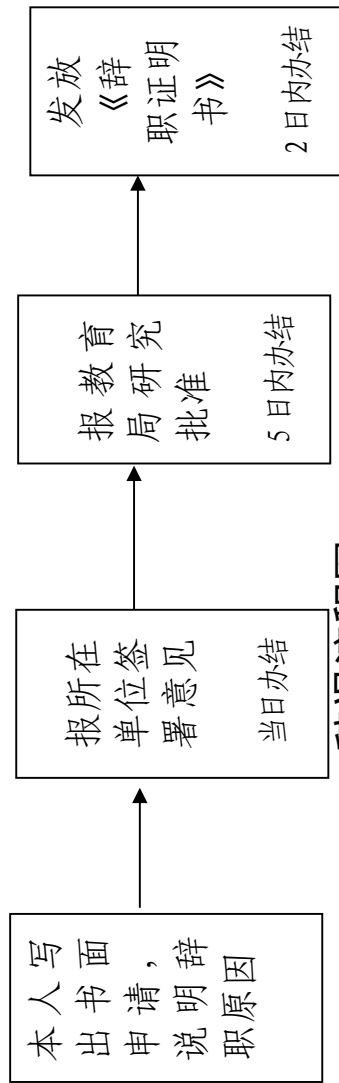 本人写
出书面
申请，
说明辞
职原因
报所在
单位签
署意见
当日办结
报教育
局研究
批准
5 日内办结
发放
《辞
职证明
书》
2 日内办结